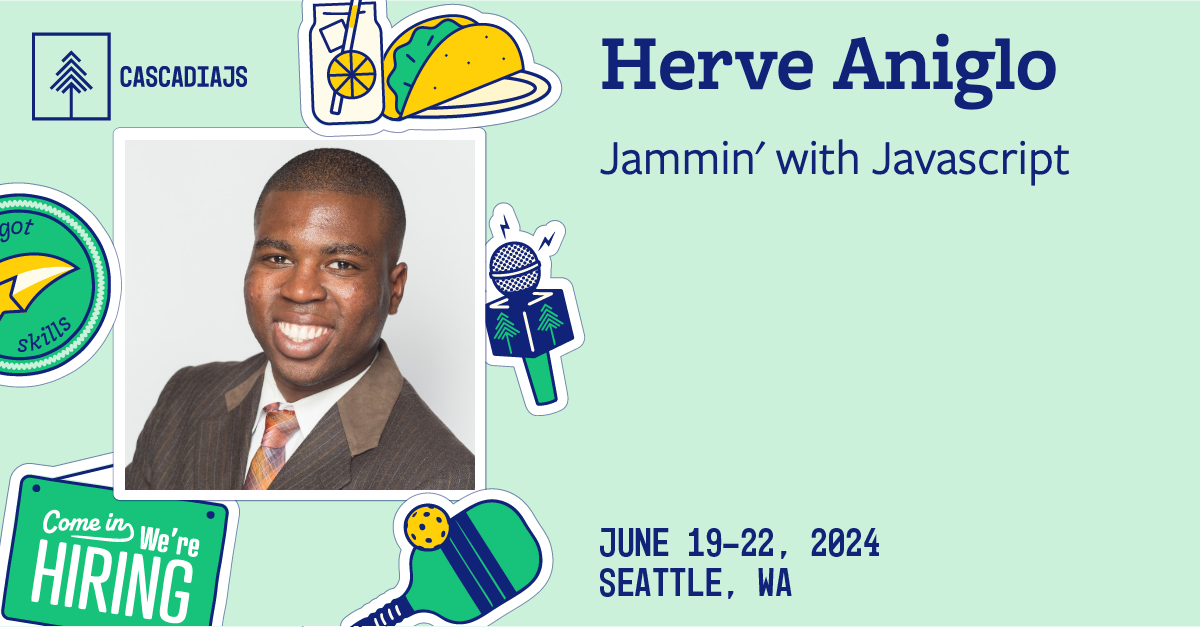 CASCADIAJS
Herve Aniglo
Jammin' with Javascript
got
skills
Come in We're
HIRING
JUNE 19–22, 2024
SEATTLE, WA